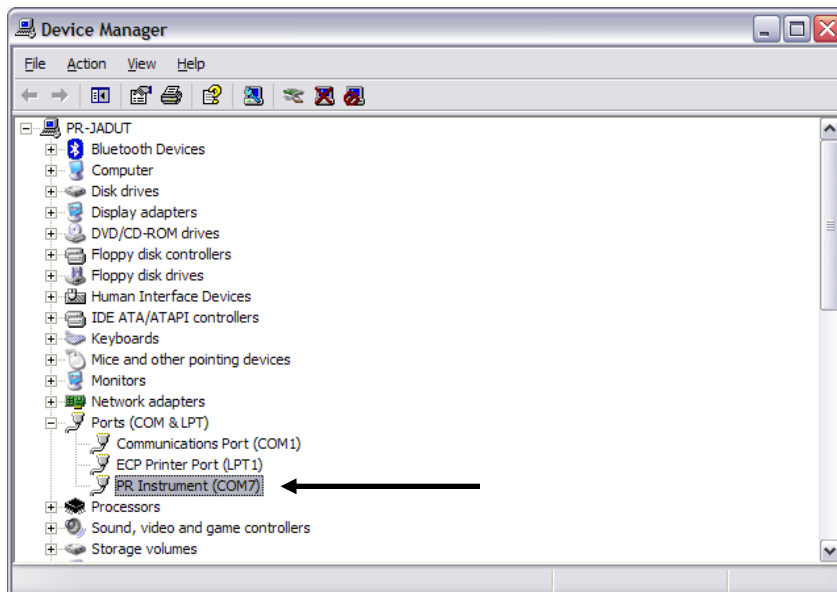 Device Manager
File Action View Help
PR-JADUT
Bluetooth Devices
Computer
Disk drives
Display adapters
DVD/CD-ROM drives
Floppy disk controllers
Floppy disk drives
Human Interface Devices
IDE ATA/ATAPI controllers
Keyboards
Mice and other pointing devices
Monitors
Network adapters
Ports (COM & LPT)
Communications Port (COM1)
ECP Printer Port (LPT1)
PR Instrument (COM7)
Processors
Sound, video and game controllers
Storage volumes